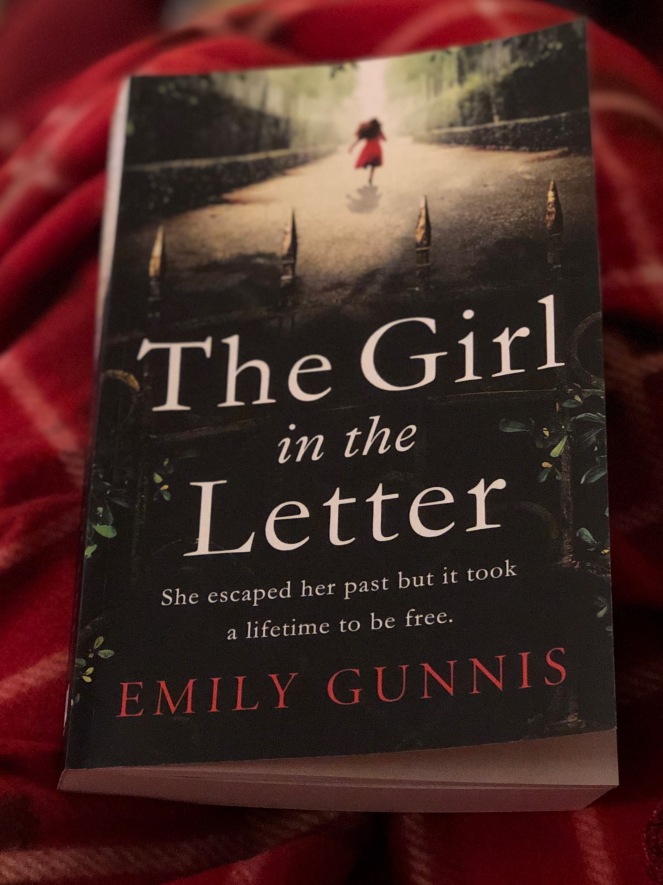 The Girl
in the
Letter
She escaped her past but it took
a lifetime to be free.
EMILY GUNNIS